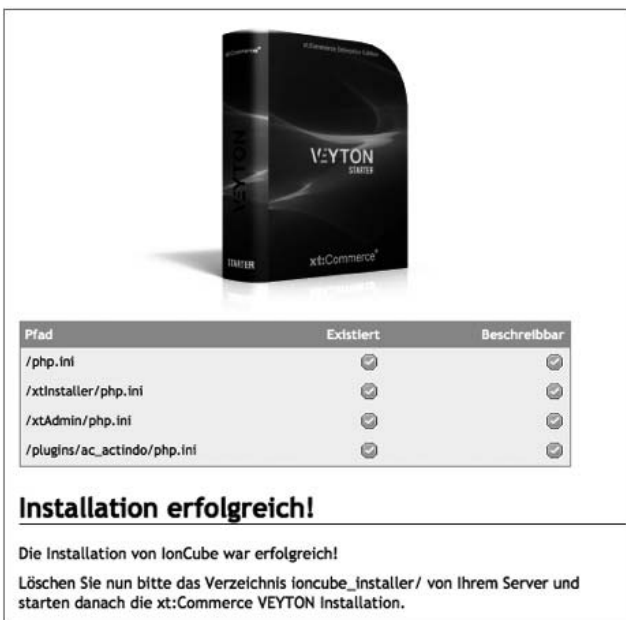 VEYTON
STARTER
VEYTON
STARTER
xt:Commerce
Pfad Existiert Beschreibbar
/php.ini
/xtInstaller/php.ini
/xtAdmin/php.ini
/plugins/ac_actindo/php.ini
Installation erfolgreich!
Die Installation von IonCube war erfolgreich!
Löschen Sie nun bitte das Verzeichnis ioncube_installer/ von Ihrem Server und
starten danach die xt:Commerce VEYTON Installation.